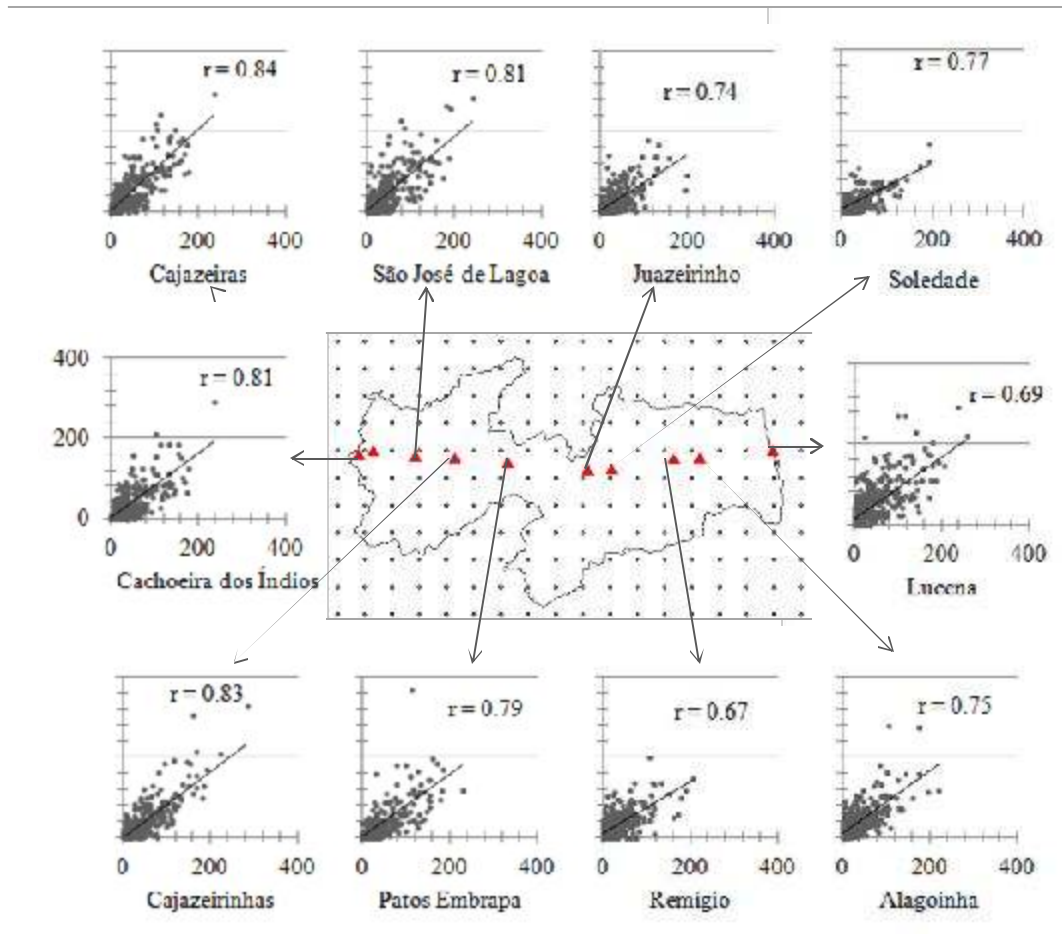 r = 0.84
r = 0.81
r = 0.74
r = 0.77
0 200 400
0 200 400
0 200 400
0 200 400
Cajazeiras
São José de Lagoa
Juazeirinho
Soledade
400
200
0
r = 0.81
0 200 400
Cachoeira dos Índios
r = 0.69
0 200 400
Lucena
r = 0.83
r = 0.79
r = 0.67
r = 0.75
0 200 400
0 200 400
0 200 400
0 200 400
Cajazeirinhas
Patos Embrapa
Remígio
Alagoinha